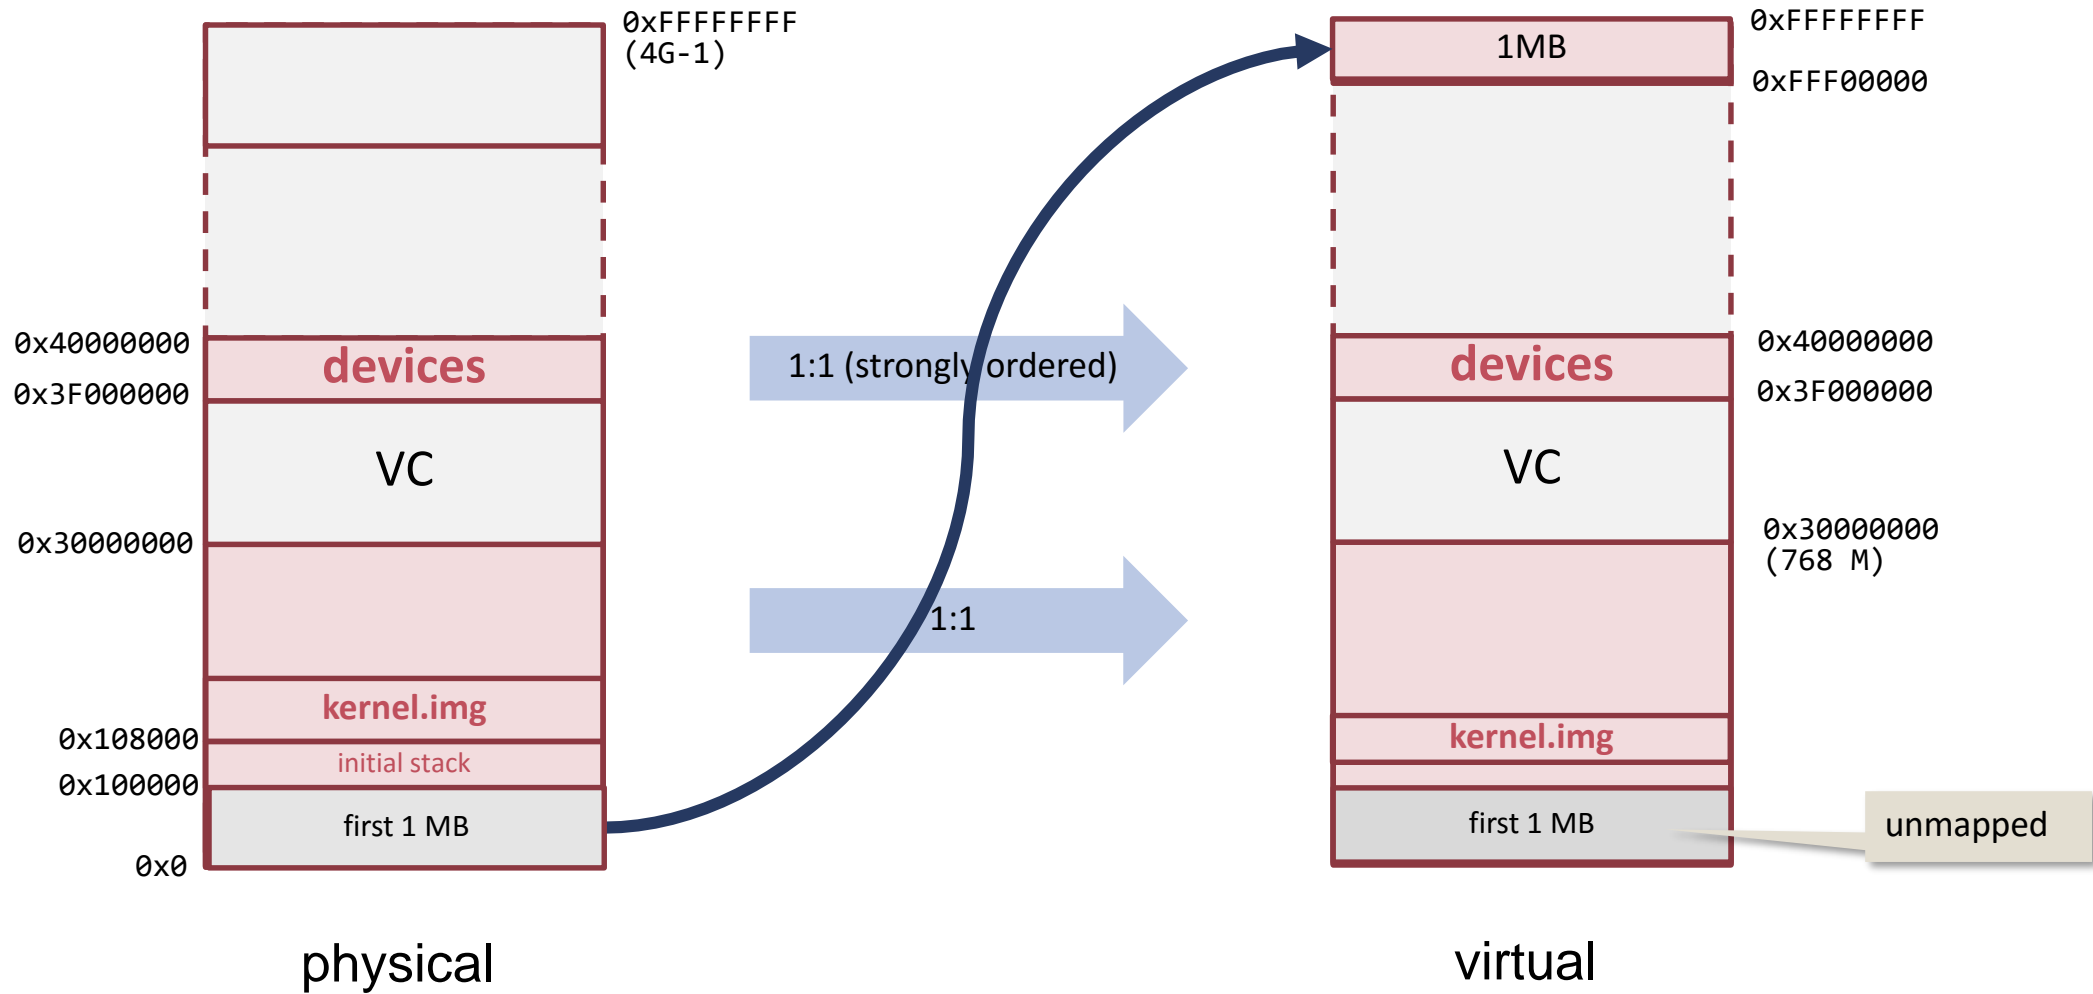 0xFFFFFFFF
(4G-1)
0x40000000
devices
0x3F000000
VC
0x30000000
kernel.img
0x108000
initial stack
0x100000
first 1 MB
0x0
physical
1:1 (strongly ordered)
1:1
0xFFFFFFFF
1MB
0xFFF00000
0x40000000
devices
0x3F000000
VC
0x30000000
(768 M)
kernel.img
first 1 MB
unmapped
virtual